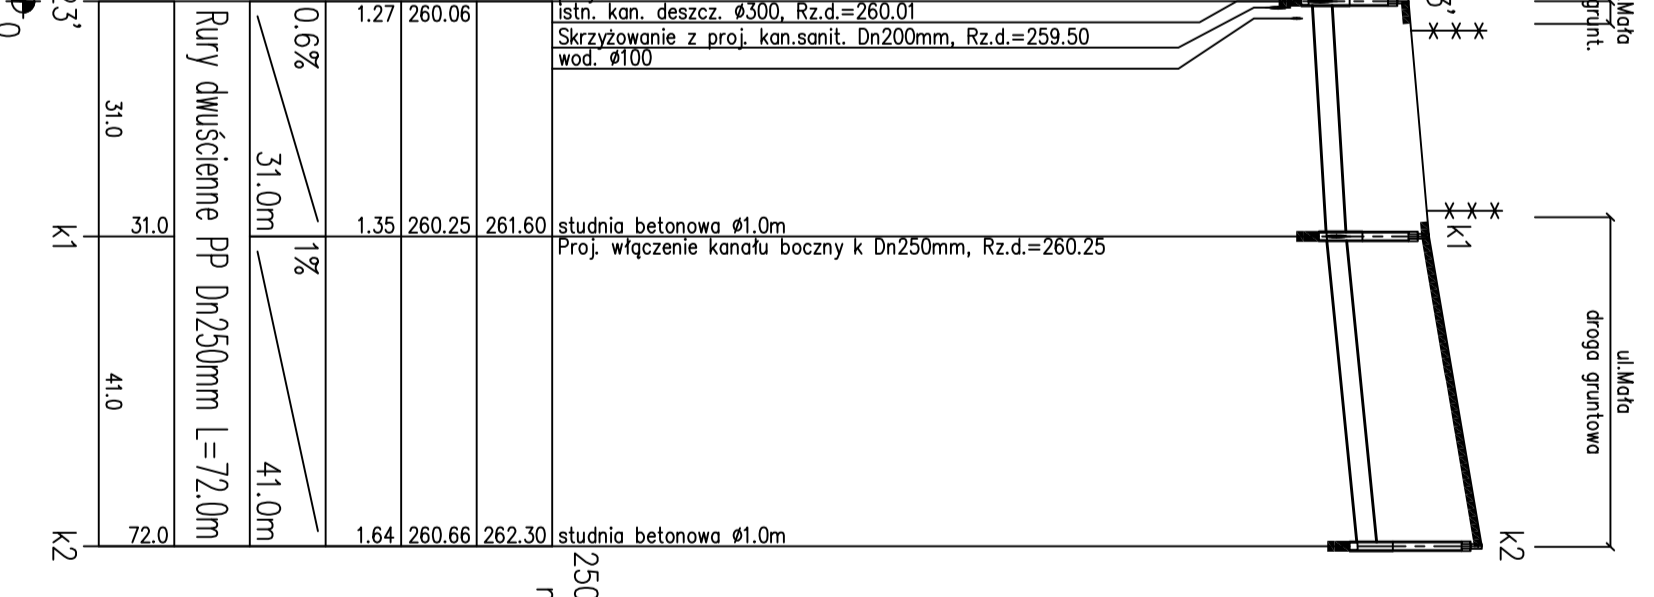 1.27 260.06 istn. kan. deszcz. ø300, Rz.d.=260.01
Skrzyżowanie z proj. kan.sanit. Dn200mm, Rz.d.=259.50
wod. ø100
0.6%
31.0m
31.0
k1
31.0
1.35 260.25 261.60 studnia betonowa ø1.0m
Proj. włączenie kanału boczny k Dn250mm, Rz.d.=260.25
1%
41.0m
41.0
Rury dwuścienne PP Dn250mm L=72.0m
k2
72.0
1.64 260.66 262.30 studnia betonowa ø1.0m
250
k1
k2
Mała
grunt.
ul.Mała
droga gruntowa